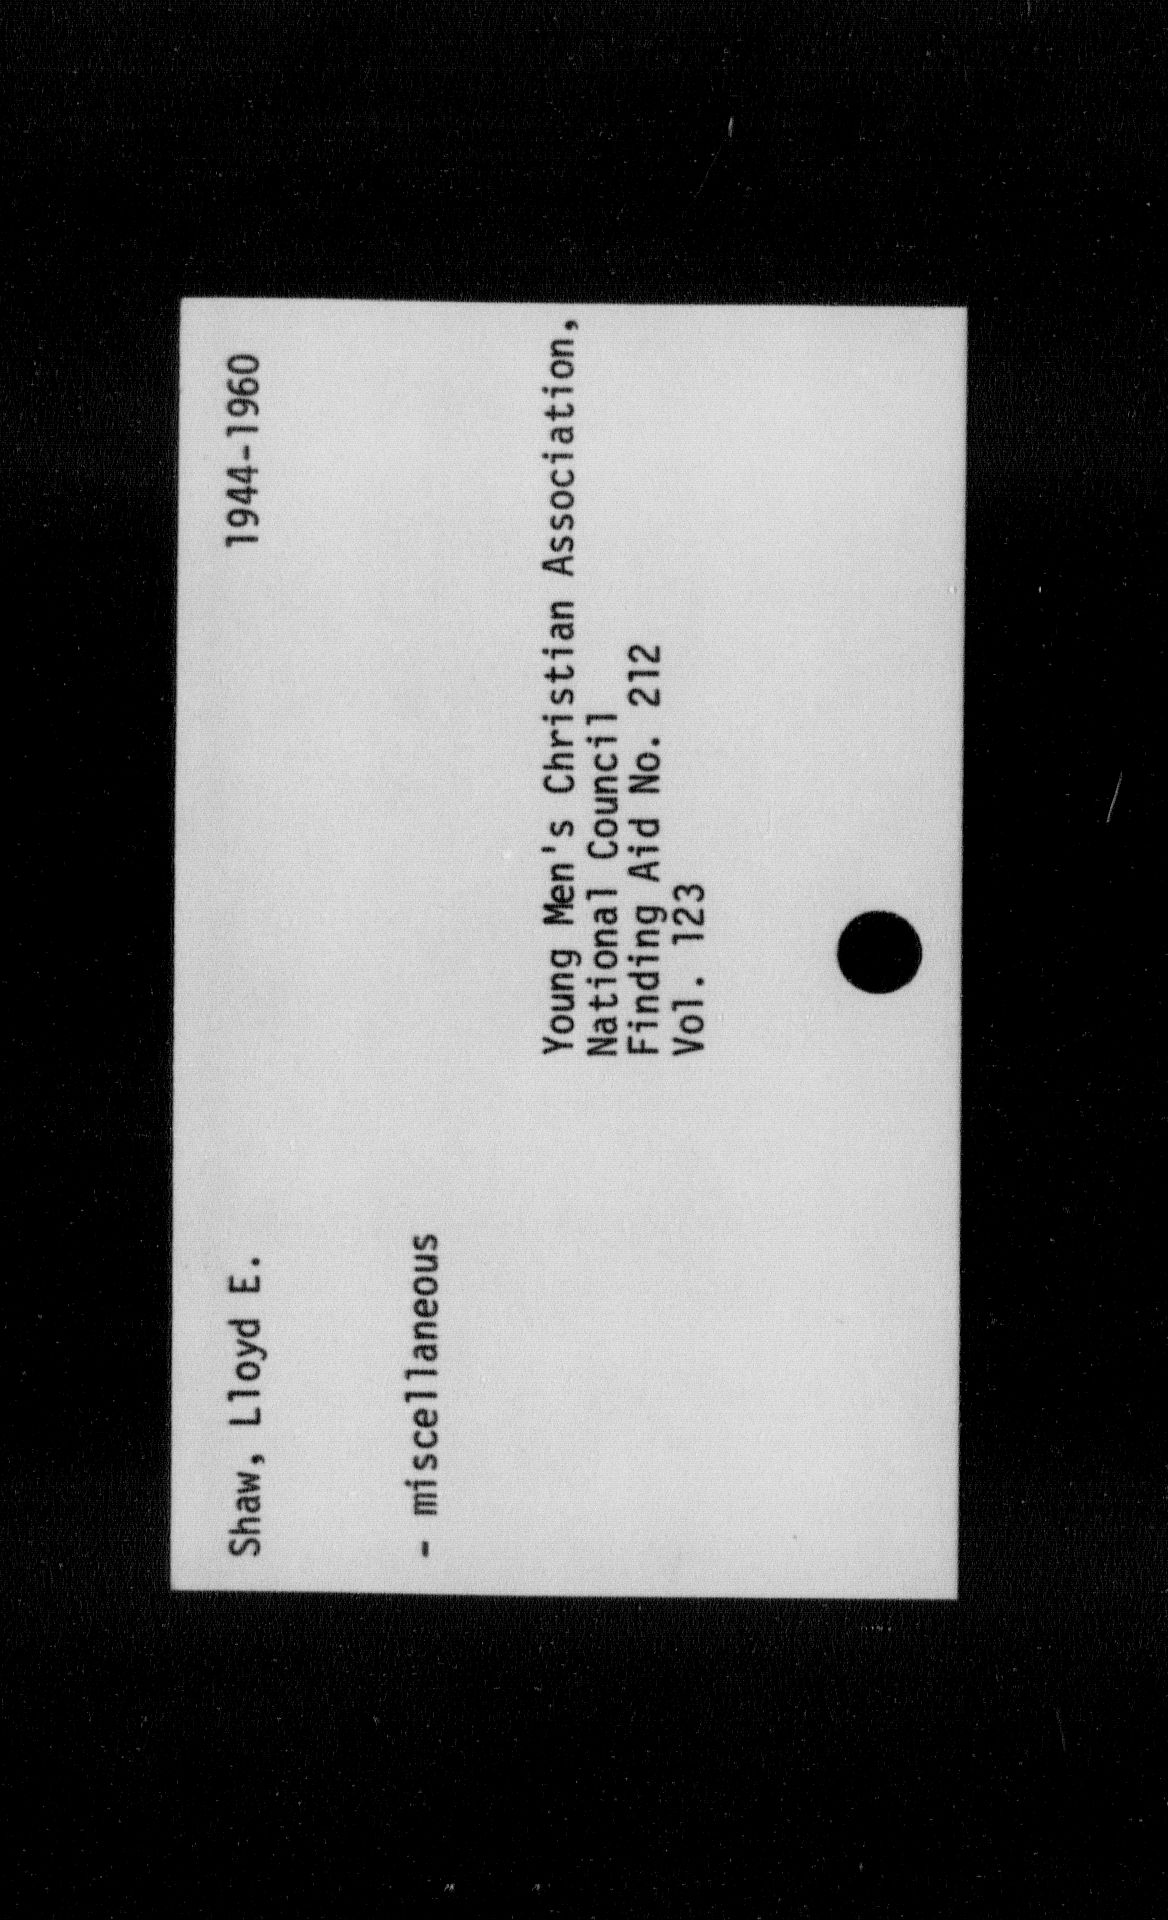 Shaw, Lloyd E. 1944-1960
- miscellaneous
Young Men's Christian Association,
National Council
Finding Aid No. 212
Vol. 123